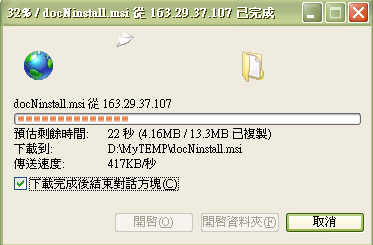 32% / docNinstall.msi 從 163.29.37.107 已完成
docNinstall.msi 從 163.29.37.107
預估剩餘時間: 22 秒 (4.16MB / 13.3MB 已複製)
下載到: D:\MyTEMP\docNinstall.msi
傳送速度: 417KB/秒
下載完成後結束對話方塊(C)
開啓(O) 開啓資料夾(F) 取消